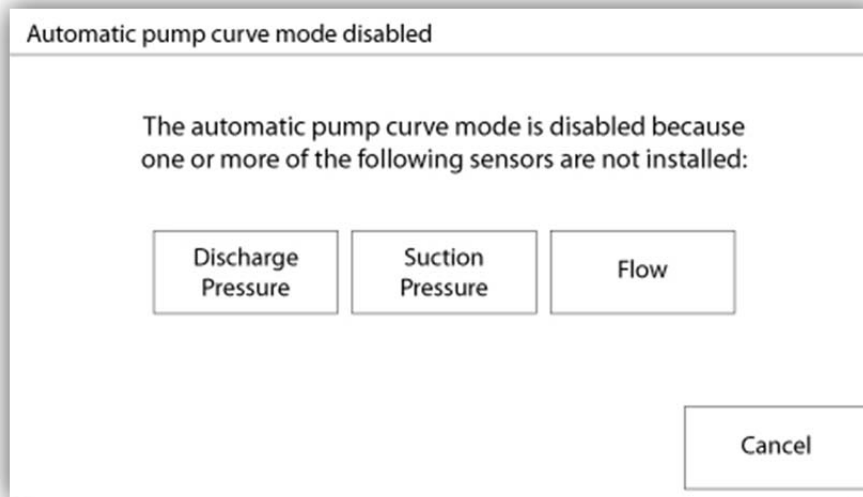 Automatic pump curve mode disabled
The automatic pump curve mode is disabled because
one or more of the following sensors are not installed:
Discharge
Pressure
Suction
Pressure
Flow
Cancel